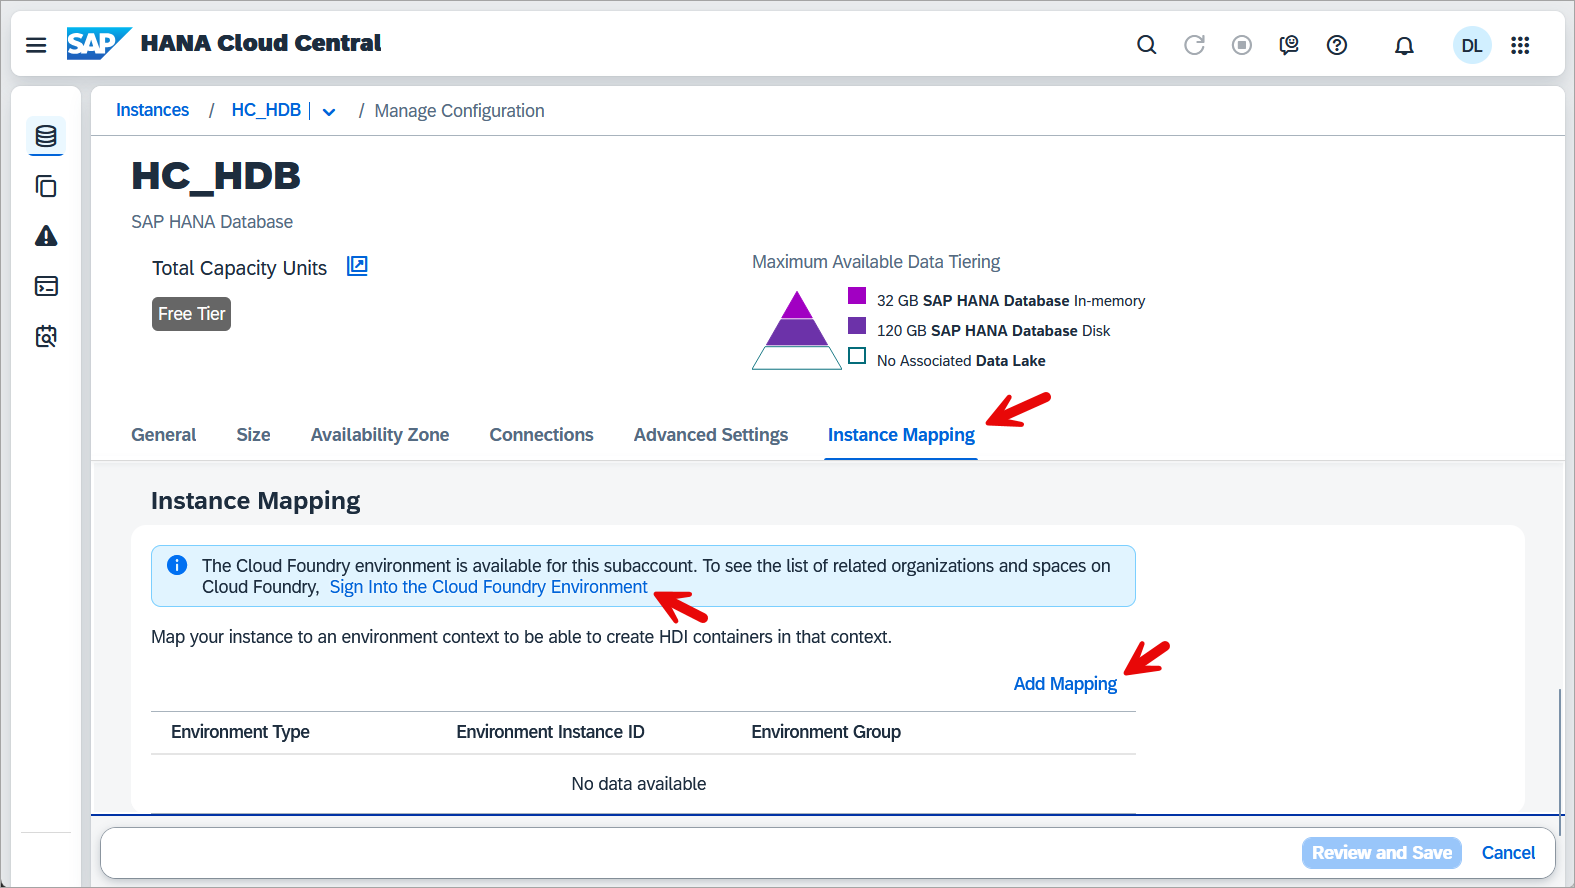 SAP HANA Cloud Central
DL
Instances / HC_HDB | / Manage Configuration
HC_HDB
SAP HANA Database
Total Capacity Units
Free Tier
Maximum Available Data Tiering
32 GB SAP HANA Database In-memory
120 GB SAP HANA Database Disk
No Associated Data Lake
General Size Availability Zone Connections Advanced Settings Instance Mapping
Instance Mapping
The Cloud Foundry environment is available for this subaccount. To see the list of related organizations and spaces on
Cloud Foundry, Sign Into the Cloud Foundry Environment
Map your instance to an environment context to be able to create HDI containers in that context.
Add Mapping
Environment Type Environment Instance ID Environment Group
No data available
Review and Save Cancel